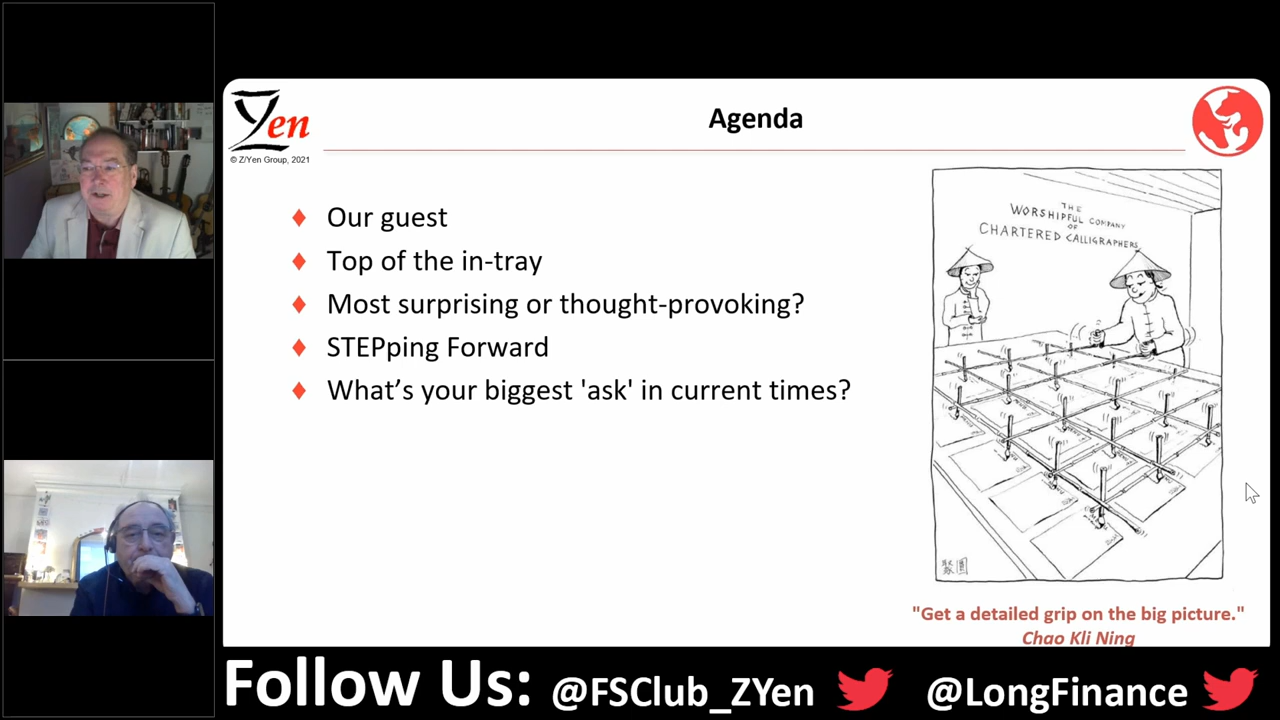 Z/Yen
© Z/Yen Group, 2021
Agenda
Our guest
Top of the in-tray
Most surprising or thought-provoking?
STEPping Forward
What’s your biggest 'ask' in current times?
THE
WORSHIPFUL COMPANY
OF
CHARTERED CALLIGRAPHERS
"Get a detailed grip on the big picture."
Chao Kli Ning
Follow Us: @FSClub_ZYen @LongFinance